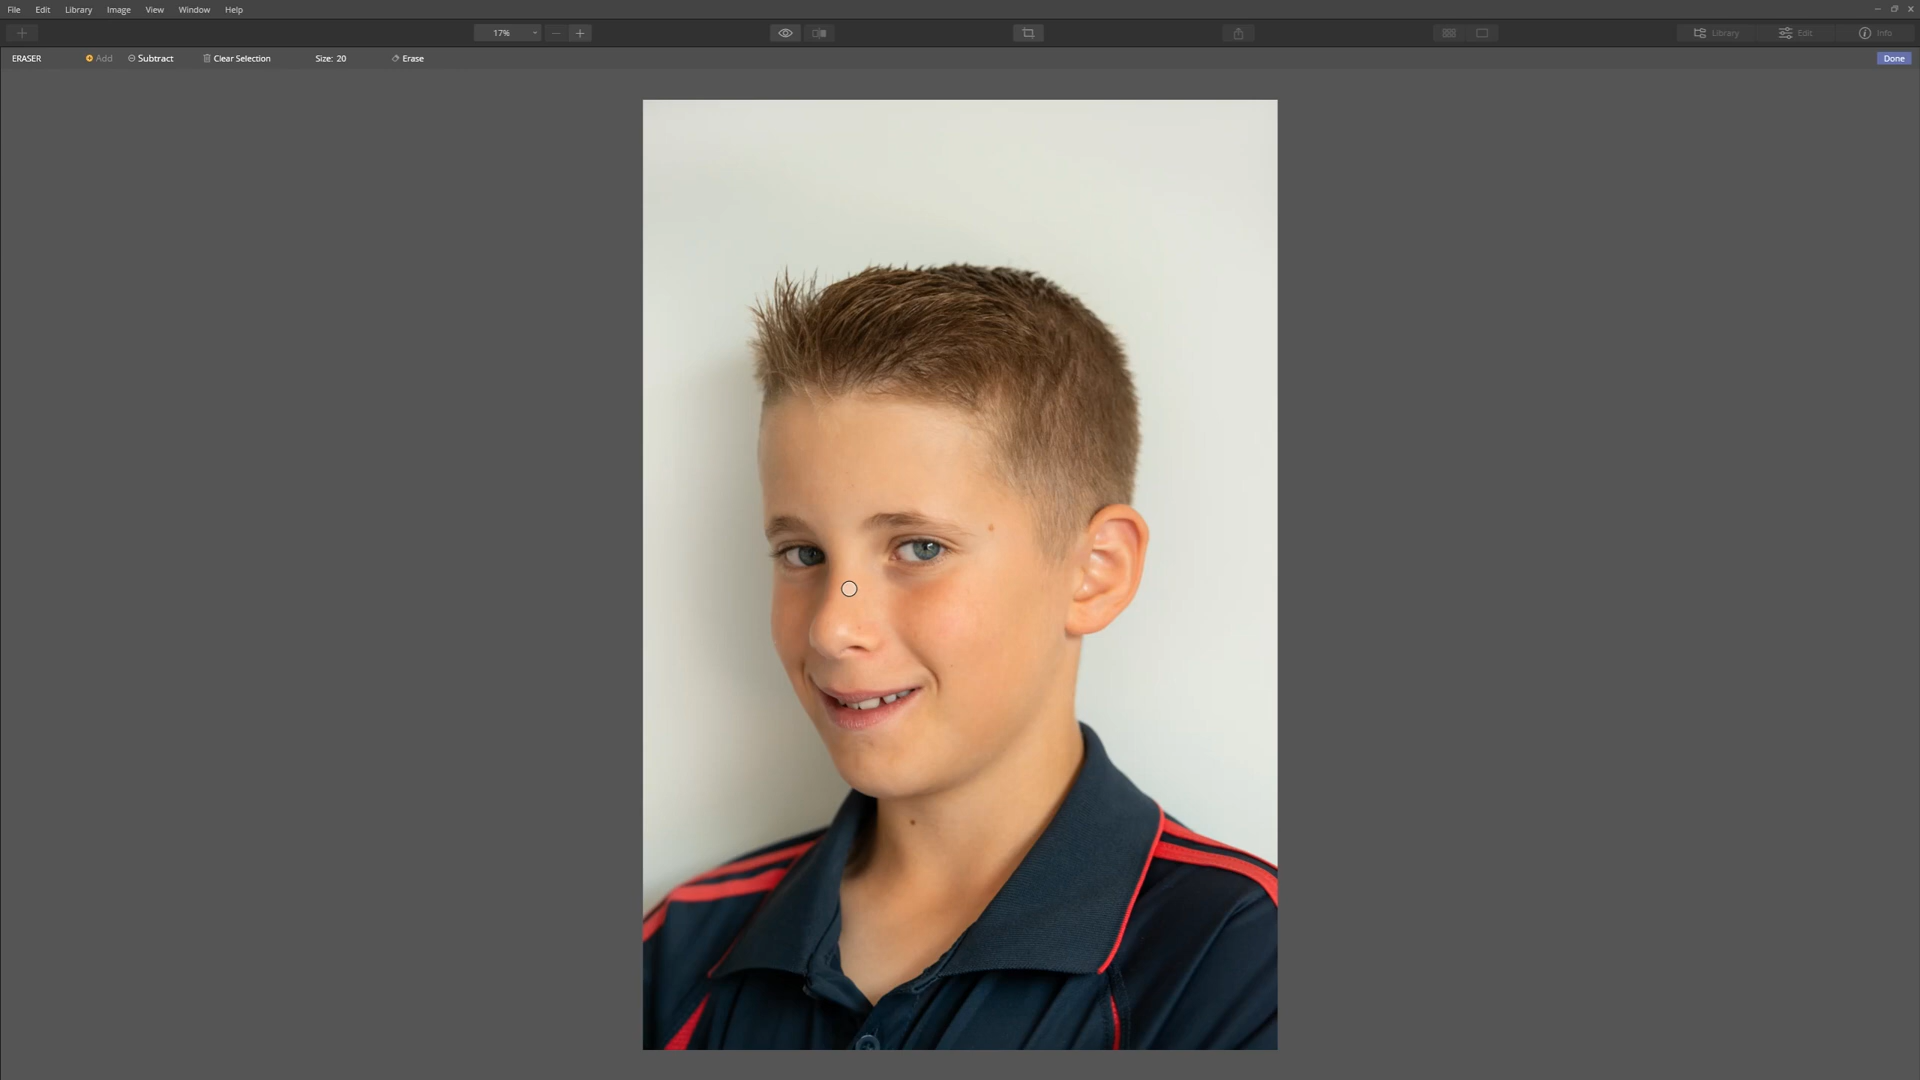 File Edit Library Image View Window Help
17% Library Edit Info
ERASER Add Subtract Clear Selection Size: 20 Erase Done